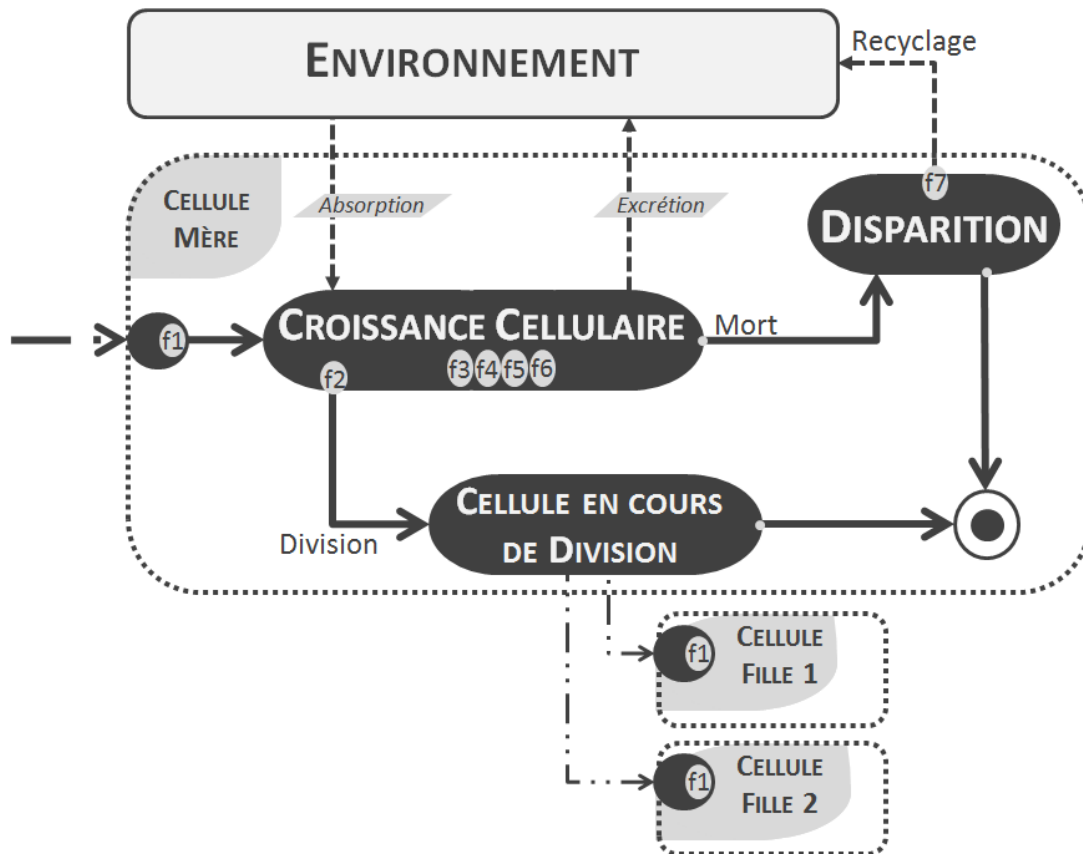 ENVIRONNEMENT
Recyclage
CELLULE
MÈRE
Absorption
Excrétion
f7
DISPARITION
f1
CROISSANCE CELLULAIRE
Mort
f2
f3 f4 f5 f6
CELLULE EN COURS
DE DIVISION
Division
f1
CELLULE
FILLE 1
f1
CELLULE
FILLE 2